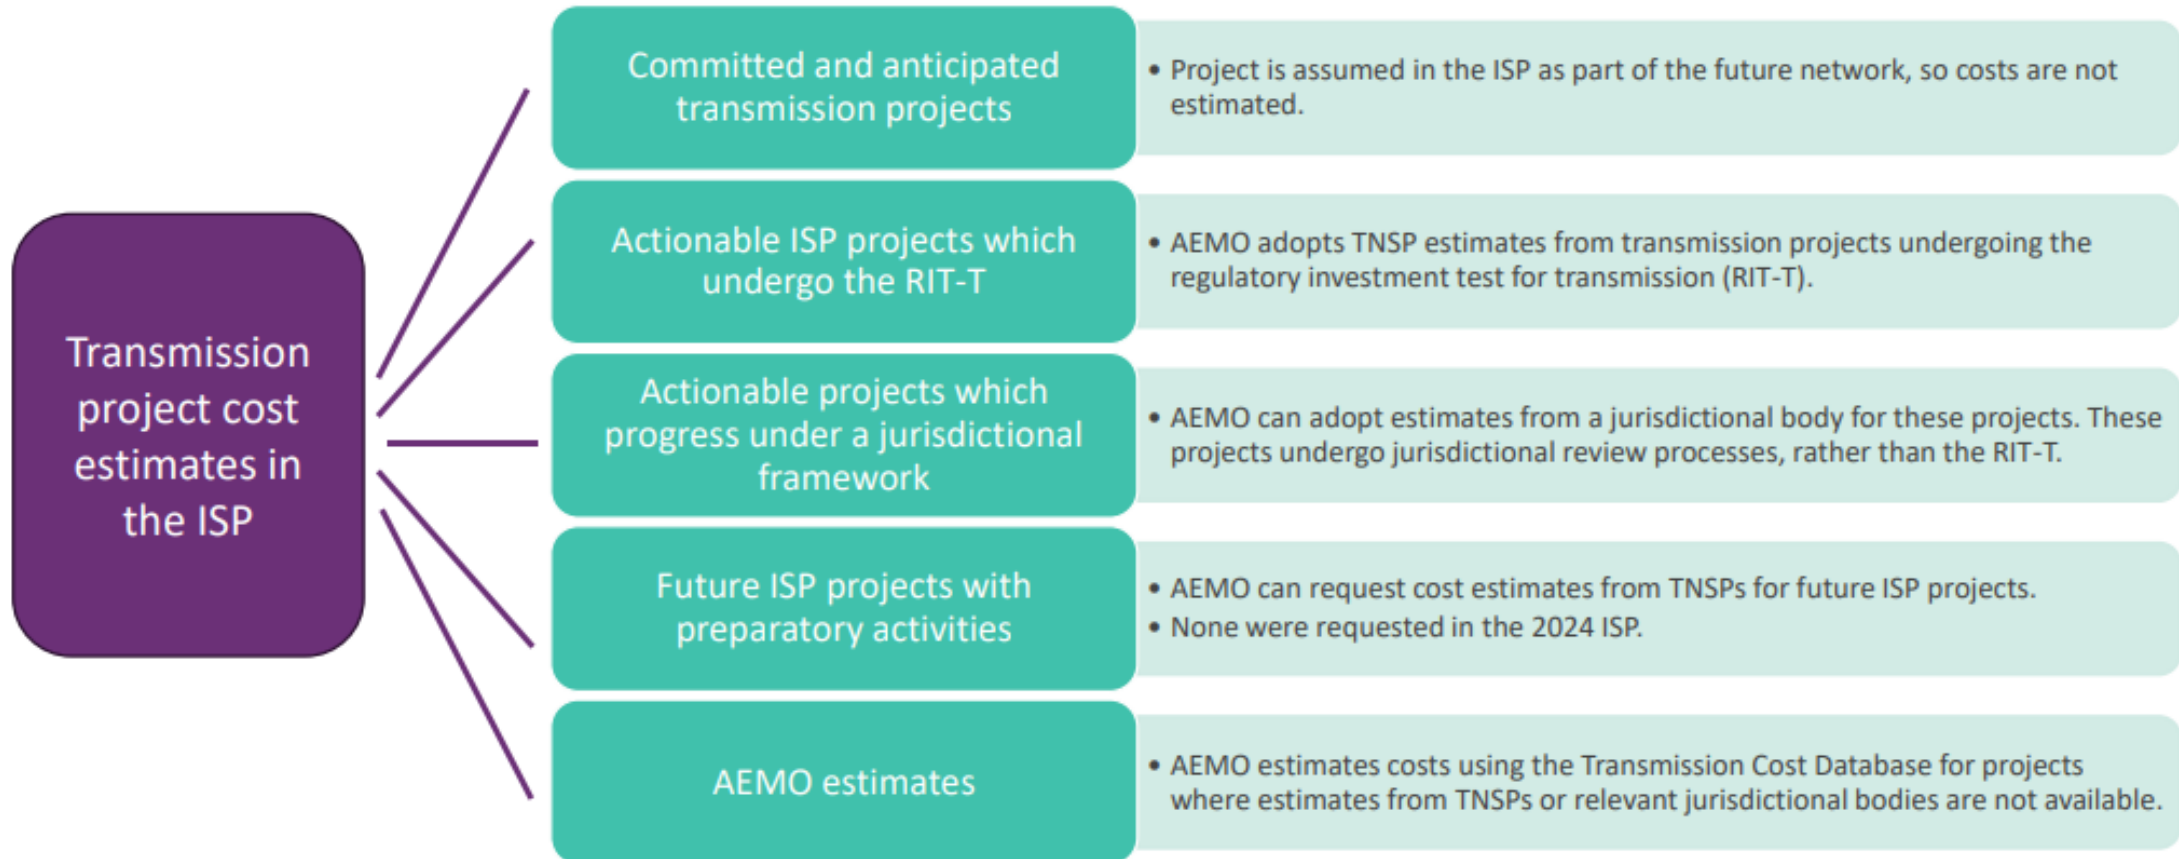 Transmission
project cost
estimates in
the ISP
Committed and anticipated
transmission projects
• Project is assumed in the ISP as part of the future network, so costs are not
estimated.
Actionable ISP projects which
undergo the RIT-T
• AEMO adopts TNSP estimates from transmission projects undergoing the
regulatory investment test for transmission (RIT-T).
Actionable projects which
progress under a jurisdictional
framework
• AEMO can adopt estimates from a jurisdictional body for these projects. These
projects undergo jurisdictional review processes, rather than the RIT-T.
Future ISP projects with
preparatory activities
• AEMO can request cost estimates from TNSPs for future ISP projects.
• None were requested in the 2024 ISP.
AEMO estimates
• AEMO estimates costs using the Transmission Cost Database for projects
where estimates from TNSPs or relevant jurisdictional bodies are not available.